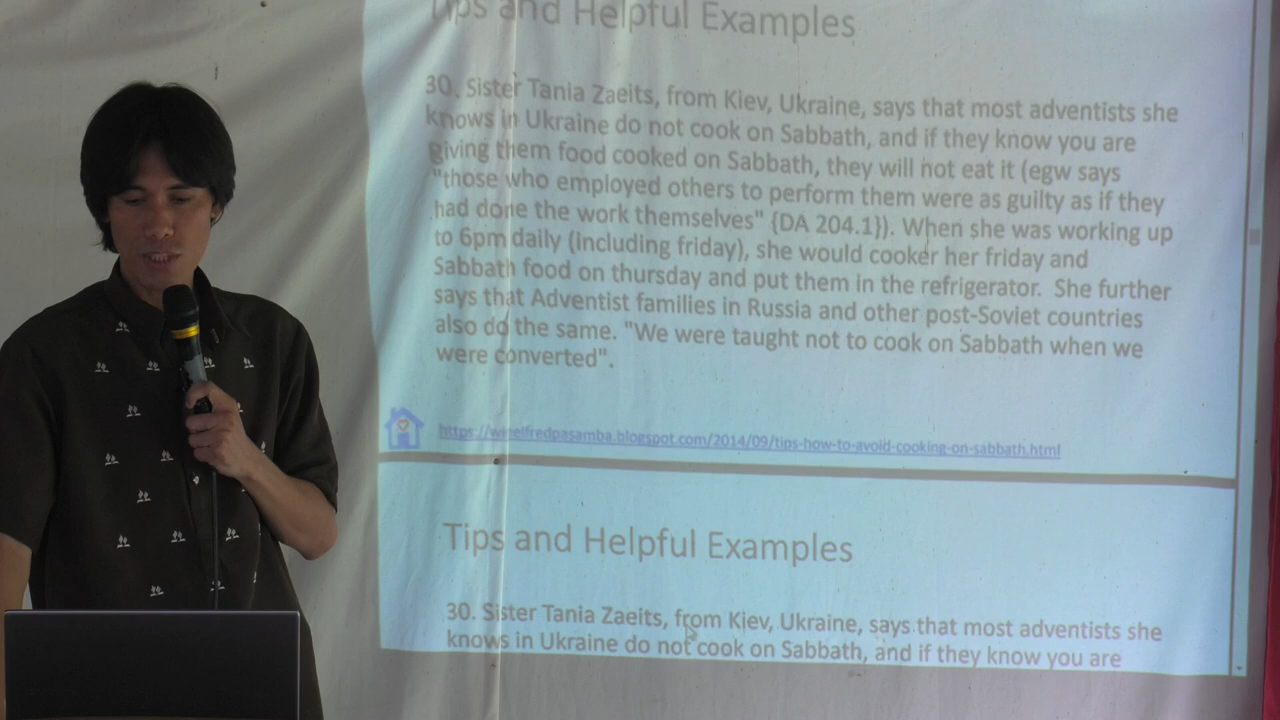 Tips and Helpful Examples
30. Sister Tania Zaeits, from Kiev, Ukraine, says that most adventists she
knows in Ukraine do not cook on Sabbath, and if they know you are
giving them food cooked on Sabbath, they will not eat it (egw says
"those who employed others to perform them were as guilty as if they
had done the work themselves" {DA 204.1}). When she was working up
to 6pm daily (including friday), she would cooker her friday and
Sabbath food on thursday and put them in the refrigerator. She further
says that Adventist families in Russia and other post-Soviet countries
also do the same. "We were taught not to cook on Sabbath when we
were converted".
https://winelfredpasamba.blogspot.com/2014/09/tips-how-to-avoid-cooking-on-sabbath.html
Tips and Helpful Examples
30. Sister Tania Zaeits, from Kiev, Ukraine, says that most adventists she
knows in Ukraine do not cook on Sabbath, and if they know you are